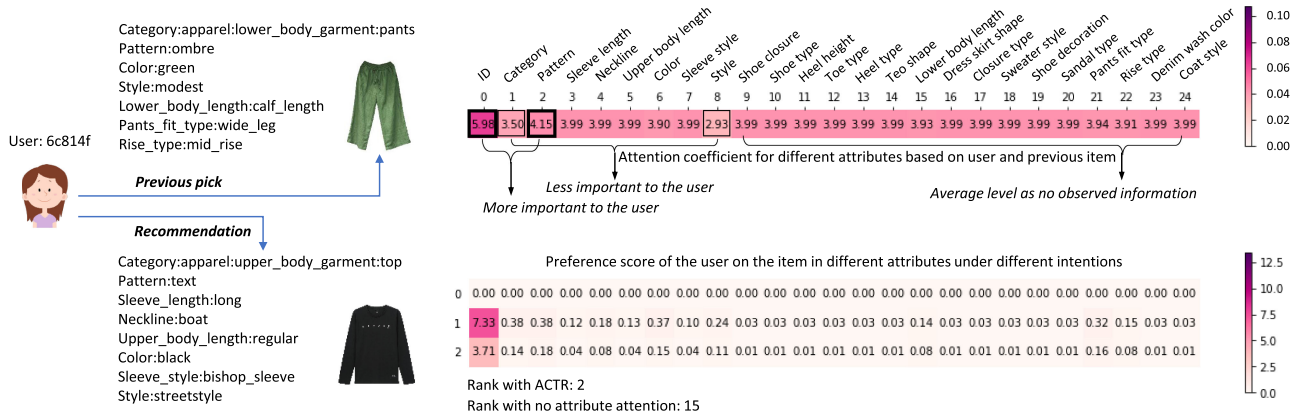 Category:apparel:lower_body_garment:pants
Pattern:ombre
Color:green
Style:modest
Lower_body_length:calf_length
Pants_fit_type:wide_leg
Rise_type:mid_rise
User: 6c814f
Previous pick
Recommendation
Category:apparel:upper_body_garment:top
Pattern:text
Sleeve_length:long
Neckline:boat
Upper_body_length:regular
Color:black
Sleeve_style:bishop_sleeve
Style:streetstyle
ID
Category
Pattern
Sleeve length
Neckline
Upper body length
Color
Sleeve style
Style
Shoe closure
Shoe type
Heel height
Toe type
Heel type
Teo shape
Lower body length
Dress skirt shape
Closure type
Sweater style
Shoe decoration
Sandal type
Pants fit type
Rise type
Denim wash color
Coat style
0 1 2 3 4 5 6 7 8 9 10 11 12 13 14 15 16 17 18 19 20 21 22 23 24
5.98 3.50 4.15 3.99 3.99 3.99 3.90 3.99 2.93 3.99 3.99 3.99 3.99 3.99 3.99 3.93 3.99 3.99 3.99 3.99 3.99 3.94 3.91 3.99 3.99
0.10
0.08
0.06
0.04
0.02
0.00
Attention coefficient for different attributes based on user and previous item
Less important to the user
More important to the user
Average level as no observed information
Preference score of the user on the item in different attributes under different intentions
0 0.00 0.00 0.00 0.00 0.00 0.00 0.00 0.00 0.00 0.00 0.00 0.00 0.00 0.00 0.00 0.00 0.00 0.00 0.00 0.00 0.00 0.00 0.00 0.00 0.00
1 7.33 0.38 0.38 0.12 0.18 0.13 0.37 0.10 0.24 0.03 0.03 0.03 0.03 0.03 0.03 0.14 0.03 0.03 0.03 0.03 0.03 0.32 0.15 0.03 0.03
2 3.71 0.14 0.18 0.04 0.08 0.04 0.15 0.04 0.11 0.01 0.01 0.01 0.01 0.01 0.01 0.08 0.01 0.01 0.01 0.01 0.01 0.16 0.08 0.01 0.01
12.5
10.0
7.5
5.0
2.5
0.0
Rank with ACTR: 2
Rank with no attribute attention: 15